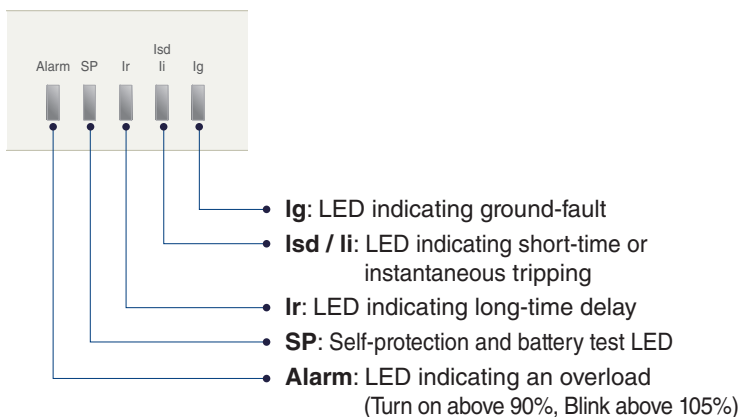 Isd
Alarm SP Ir Ii Ig
Ig: LED indicating ground-fault
Isd / Ii: LED indicating short-time or
instantaneous tripping
Ir: LED indicating long-time delay
SP: Self-protection and battery test LED
Alarm: LED indicating an overload
(Turn on above 90%, Blink above 105%)